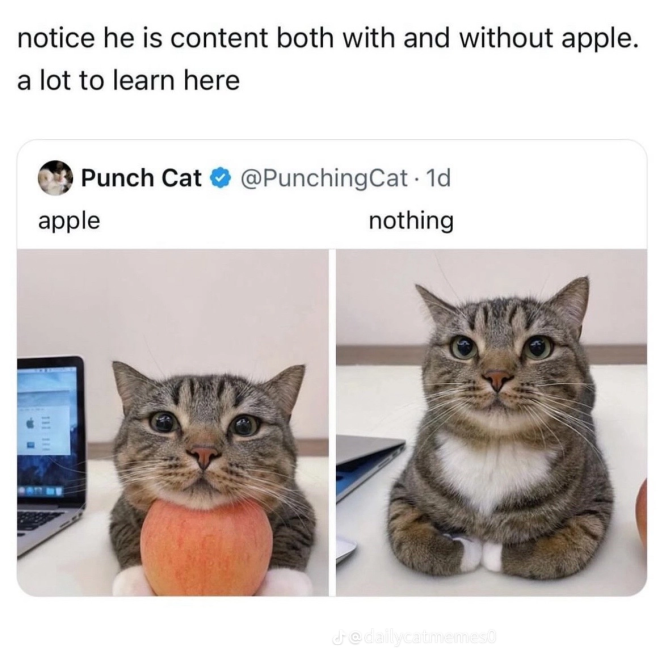 notice he is content both with and without apple.
a lot to learn here
Punch Cat @PunchingCat · 1d
apple nothing
@dailycatmemes0